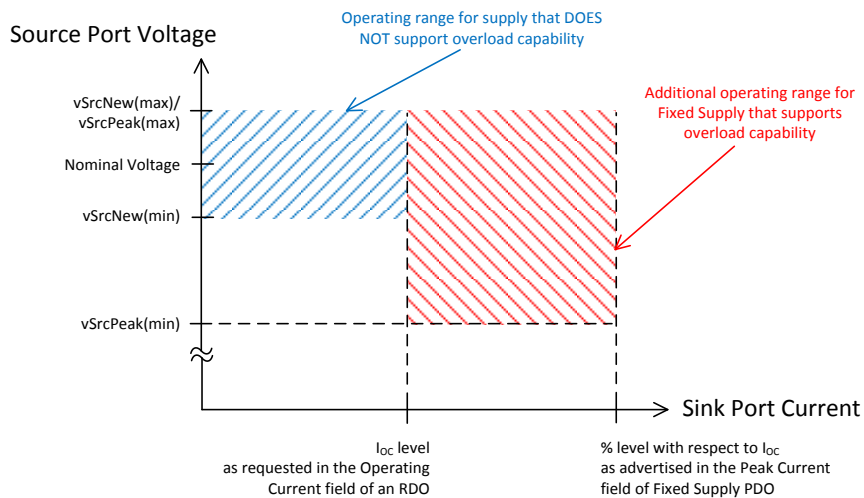 Operating range for supply that DOES
NOT support overload capability
Source Port Voltage
vSrcNew(max)/
vSrcPeak(max)
Additional operating range for
Fixed Supply that supports
overload capability
Nominal Voltage
vSrcNew(min)
vSrcPeak(min)
Sink Port Current
IOC level
as requested in the Operating
Current field of an RDO
% level with respect to IOC
as advertised in the Peak Current
field of Fixed Supply PDO